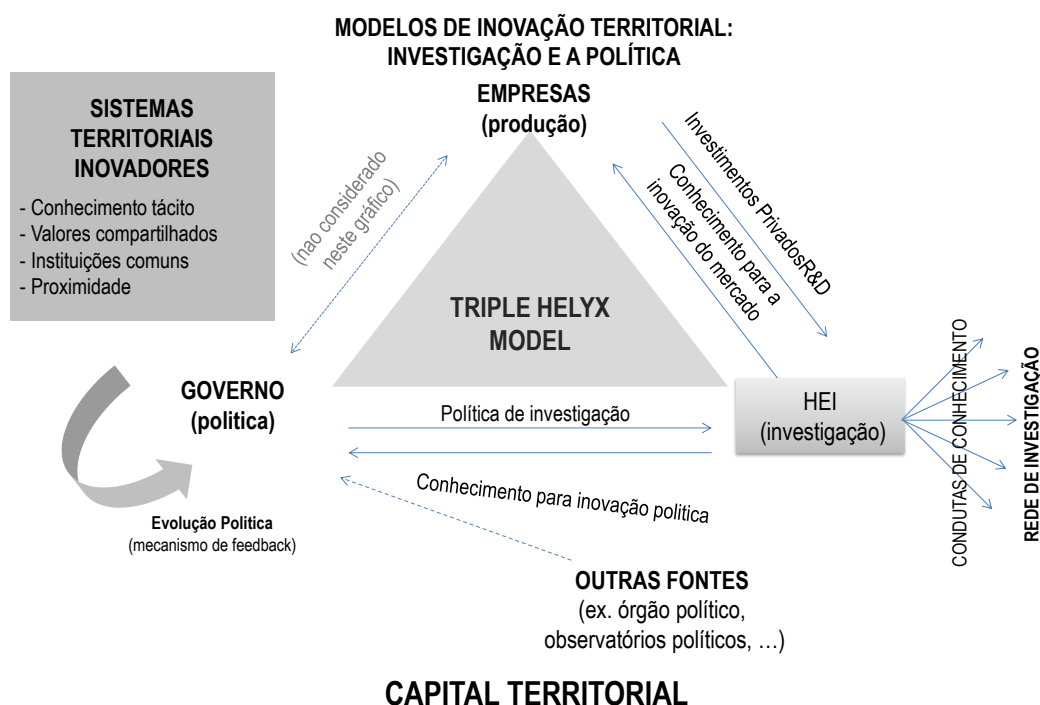 MODELOS DE INOVAÇÃO TERRITORIAL:
INVESTIGAÇÃO E A POLÍTICA
SISTEMAS
TERRITORIAIS
INOVADORES
- Conhecimento tácito
- Valores compartilhados
- Instituições comuns
- Proximidade
EMPRESAS
(produção)
(nao considerado
neste gráfico)
Investimentos PrivadosR&D
Conhecimento para a
inovação do mercado
TRIPLE HELYX
MODEL
GOVERNO
(politica)
Política de investigação
HEI
(investigação)
CONDUTAS DE CONHECIMENTO
REDE DE INVESTIGAÇÃO
Conhecimento para inovação politica
Evolução Politica
(mecanismo de feedback)
OUTRAS FONTES
(ex. órgão político,
observatórios políticos, …)
CAPITAL TERRITORIAL